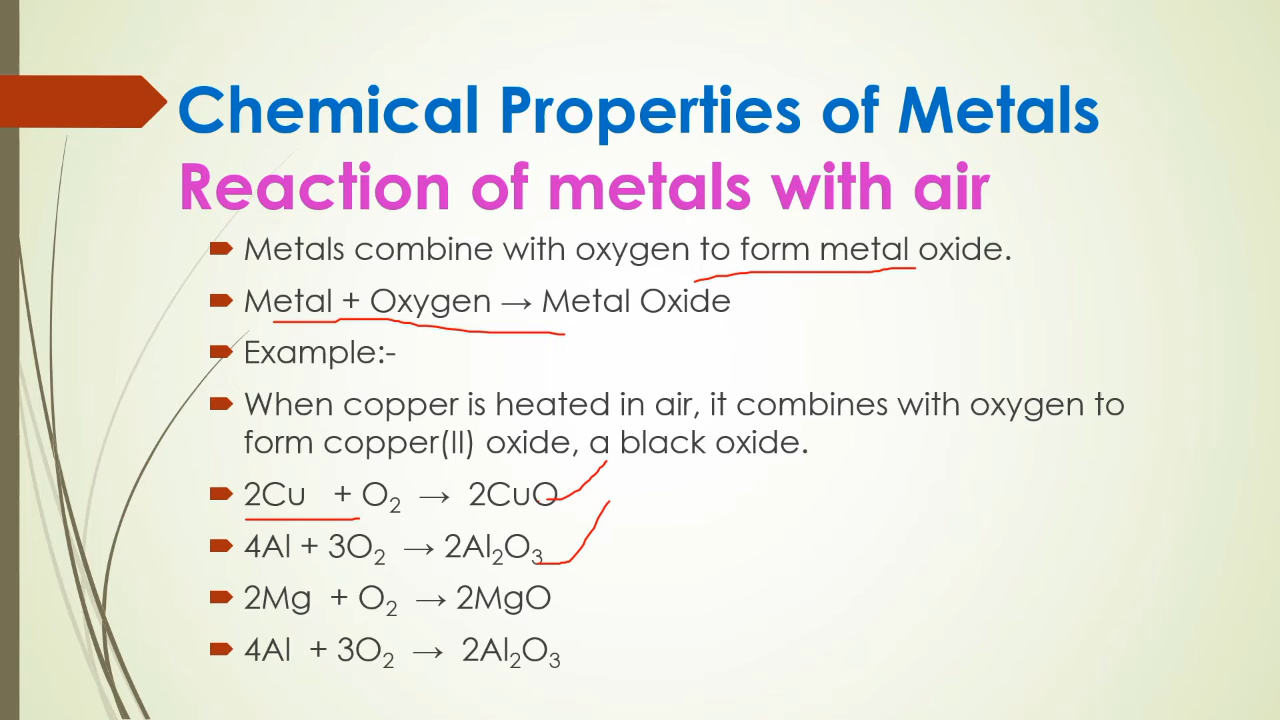 Chemical Properties of Metals
Reaction of metals with air
Metals combine with oxygen to form metal oxide.
Metal + Oxygen → Metal Oxide
Example:-
When copper is heated in air, it combines with oxygen to
form copper(II) oxide, a black oxide.
2Cu + O₂ → 2CuO
4Al + 3O₂ → 2Al₂O₃
2Mg + O₂ → 2MgO
4Al + 3O₂ → 2Al₂O₃